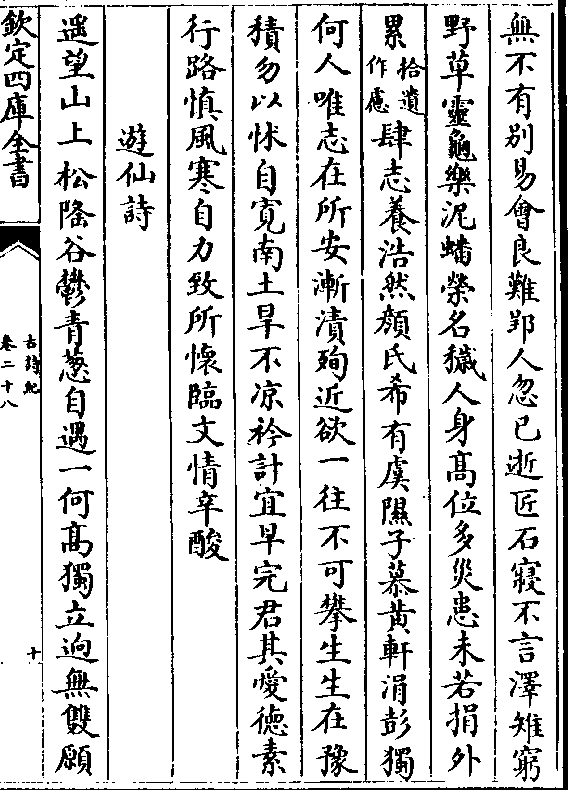 無不有別易㑹良難郢人忽已逝匠石寢不言澤雉窮
野草靈龜樂泥蟠榮名穢人身髙位多災患未若捐外
累拾遺作慮肆志養浩然顔氏希有虞隰子慕黄軒涓彭獨
何人唯志在所安漸漬殉近欲一往不可攀生生在豫
積勿以怵自寛南土旱不凉衿計宜早完君其愛徳素
行路慎風寒自力致所懷臨文情辛酸
遊仙詩
遥望山上松隆谷鬱青葱自遇一何髙獨立逈無雙願
欽定四庫全書
古詩紀
卷二十八
十